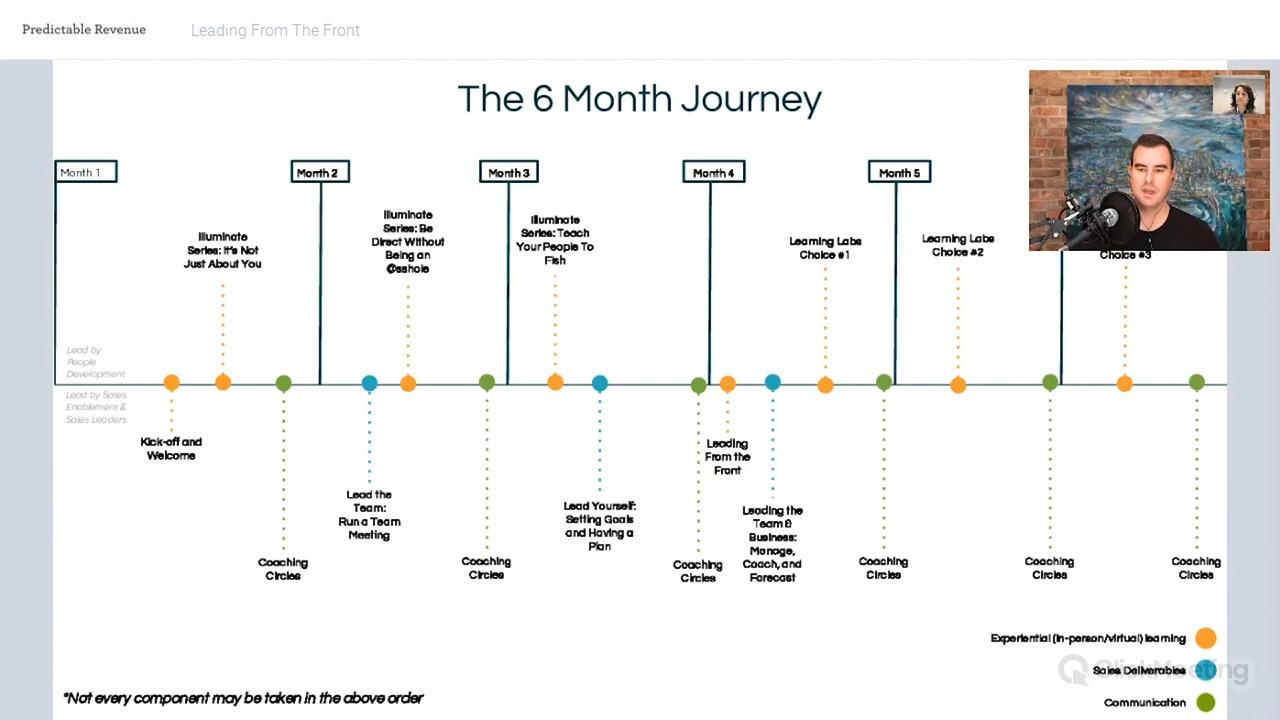 Predictable Revenue
Leading From The Front
The 6 Month Journey
Month 1
Month 2
Month 3
Month 4
Month 5
Illuminate
Series: It's Not
Just About You
Illuminate
Series: Be
Direct Without
Being an
@sshole
Illuminate
Series: Teach
Your People To
Fish
Learning Labs
Choice #1
Learning Labs
Choice #2
Choice #3
Lead by
People
Development
Lead by Sales
Enablement &
Sales Leaders
Kick-off and
Welcome
Coaching
Circles
Lead the
Team:
Run a Team
Meeting
Coaching
Circles
Lead Yourself:
Setting Goals
and Having a
Plan
Coaching
Circles
Leading
From the
Front
Leading the
Team &
Business:
Manage,
Coach, and
Forecast
Coaching
Circles
Coaching
Circles
Coaching
Circles
Experiential (in-person/virtual) learning
Sales Deliverables
Communication
ClickMeeting
*Not every component may be taken in the above order